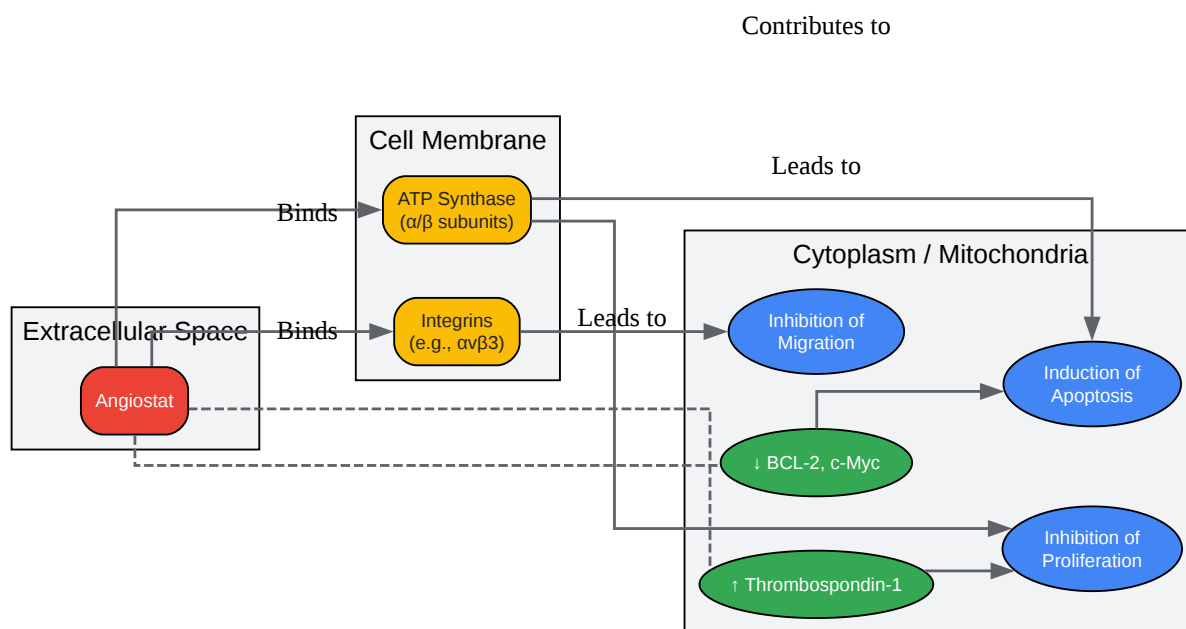 Contributes to
Cell Membrane
Leads to
ATP Synthase
(α/β subunits)
Binds
Cytoplasm / Mitochondria
Extracellular Space
Binds
Integrins
(e.g., αvβ3)
Leads to
Inhibition of
Migration
Angiostat
Induction of
Apoptosis
↓ BCL-2, c-Myc
Inhibition of
Proliferation
↑ Thrombospondin-1